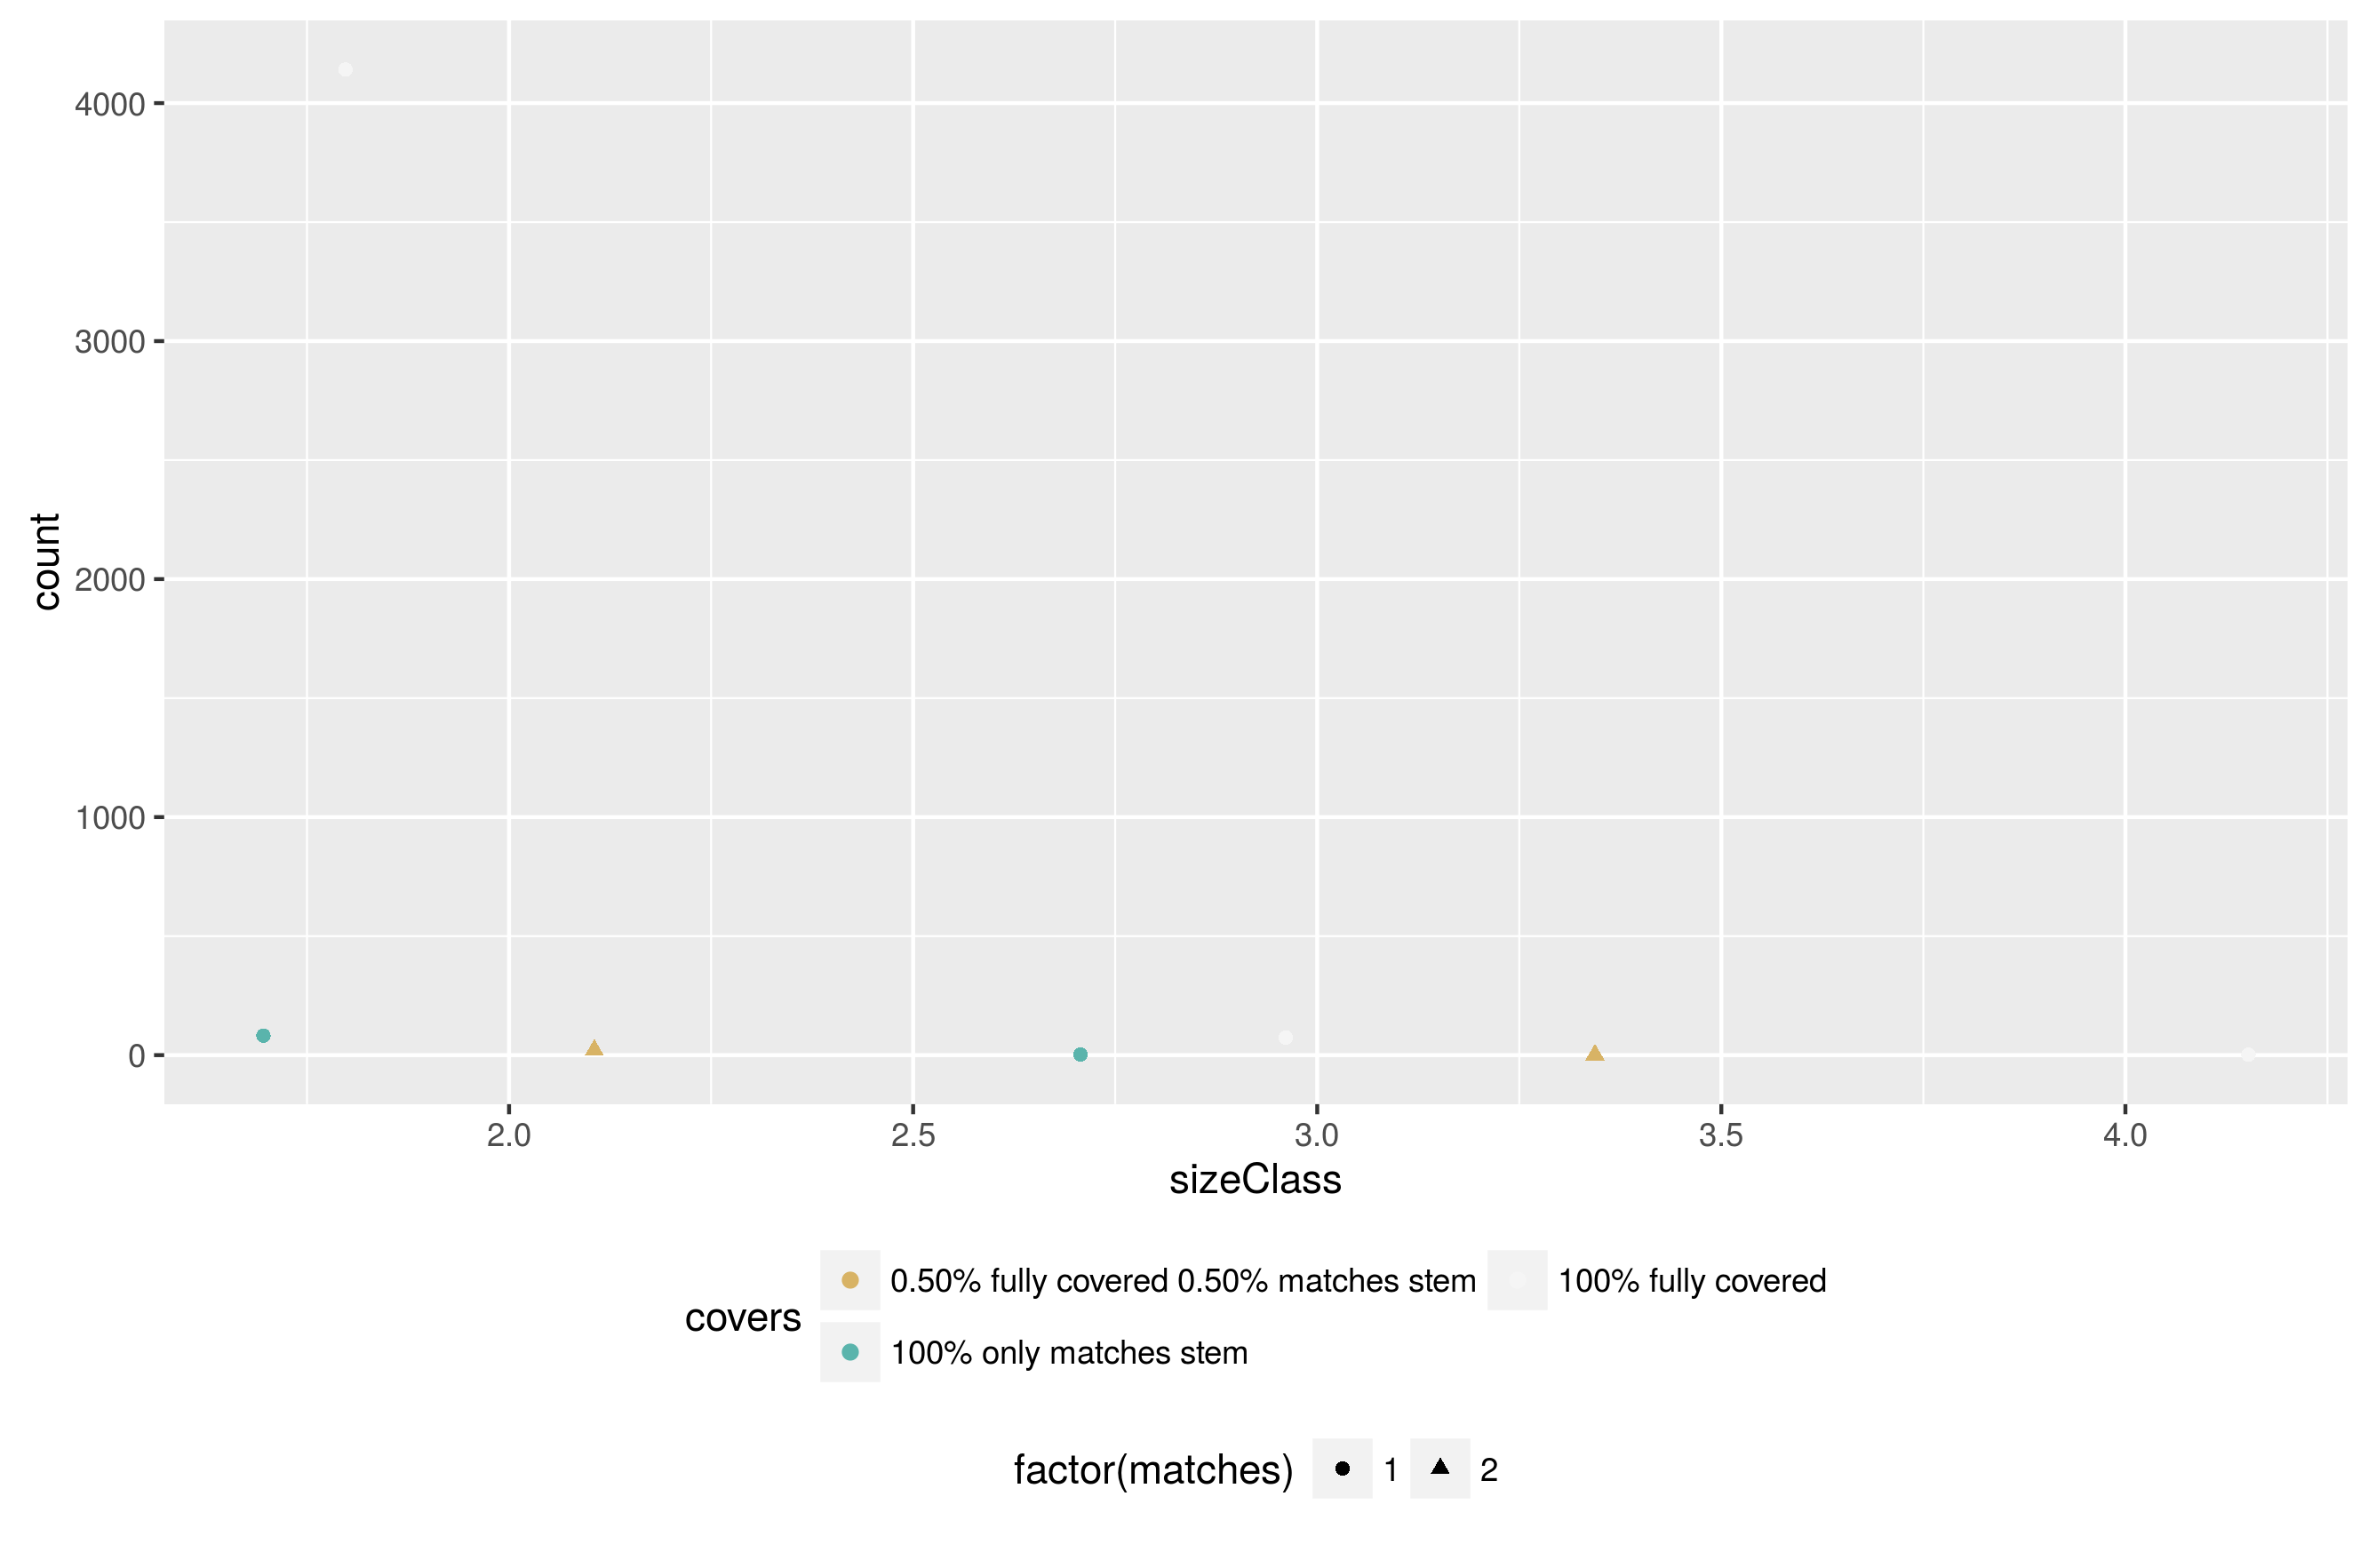 4000
3000
2000
1000
0
count
2.0 2.5 3.0 3.5 4.0
sizeClass
covers
0.50% fully covered 0.50% matches stem 100% fully covered
100% only matches stem
factor(matches) 1 2